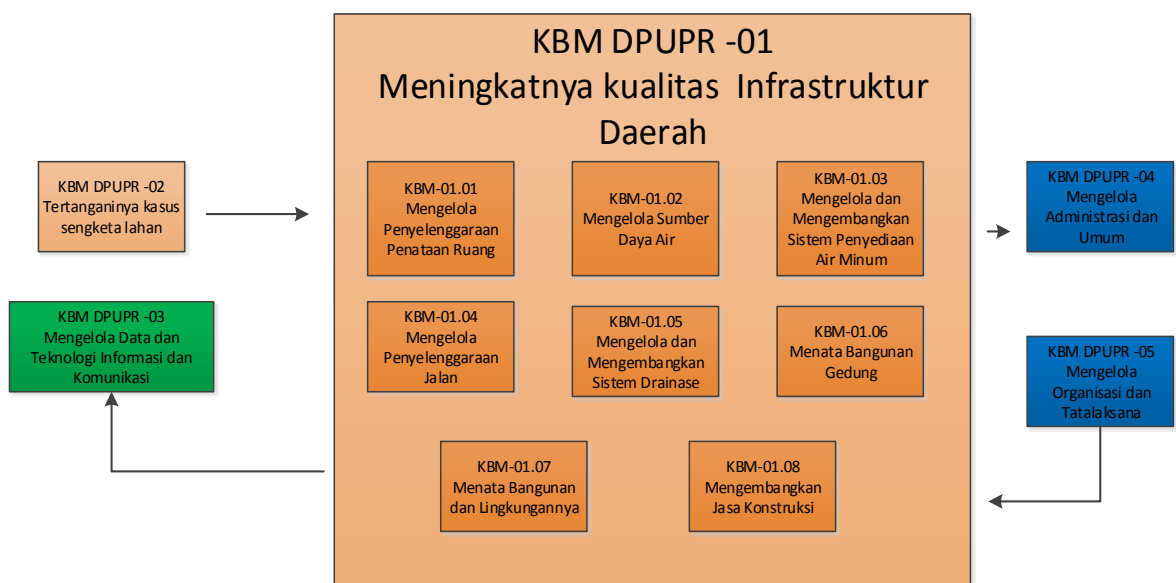 KBM DPUPR -01
Meningkatnya kualitas Infrastruktur
Daerah
KBM DPUPR -02
Tertanganinya kasus
sengketa lahan
KBM-01.01
Mengelola
Penyelenggaraan
Penataan Ruang
KBM-01.02
Mengelola Sumber
Daya Air
KBM-01.03
Mengelola dan
Mengembangkan
Sistem Penyediaan
Air Minum
KBM DPUPR -04
Mengelola
Administrasi dan
Umum
KBM DPUPR -03
Mengelola Data dan
Teknologi Informasi dan
Komunikasi
KBM-01.04
Mengelola
Penyelenggaraan
Jalan
KBM-01.05
Mengelola dan
Mengembangkan
Sistem Drainase
KBM-01.06
Menata Bangunan
Gedung
KBM DPUPR -05
Mengelola
Organisasi dan
Tatalaksana
KBM-01.07
Menata Bangunan
dan Lingkungannya
KBM-01.08
Mengembangkan
Jasa Konstruksi